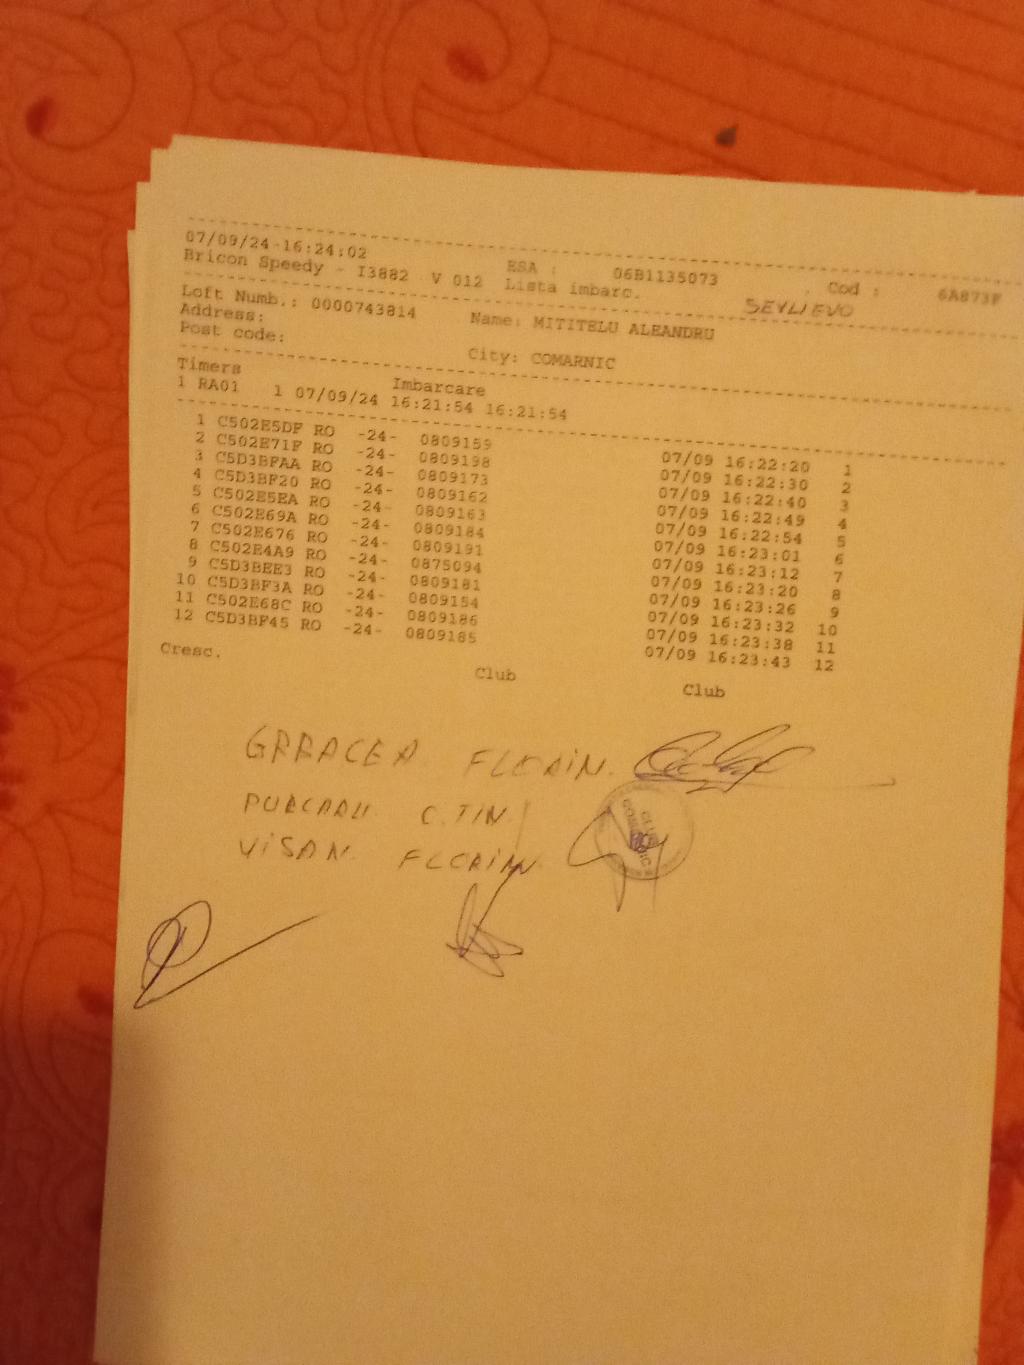 07/09/24-16:24:02 ESA : 06B1135073 Cod : 6A873F
Bricon Speedy - I3882 V 012 Lista imbarc.
SEVLIEVO
Loft Numb.: 0000743814 Name: MITITELU ALEANDRU
Address:
Post code: City: COMARNIC
Timers Imbarcare
1 RA01 1 07/09/24 16:21:54 16:21:54
1 C502E5DF RO -24- 0809159 07/09 16:22:20 1
2 C502E71F RO -24- 0809198 07/09 16:22:30 2
3 C5D3BFAA RO -24- 0809173 07/09 16:22:40 3
4 C5D3BF20 RO -24- 0809162 07/09 16:22:49 4
5 C502E5EA RO -24- 0809163 07/09 16:22:54 5
6 C502E69A RO -24- 0809184 07/09 16:23:01 6
7 C502E676 RO -24- 0809191 07/09 16:23:12 7
8 C502E4A9 RO -24- 0875094 07/09 16:23:20 8
9 C5D3BEE3 RO -24- 0809181 07/09 16:23:26 9
10 C5D3BF3A RO -24- 0809154 07/09 16:23:32 10
11 C502E68C RO -24- 0809186 07/09 16:23:38 11
12 C5D3BF45 RO -24- 0809185 07/09 16:23:43 12
Cresc. Club Club
FLORIN.
C.TIN
VISAN FLORIN
CLUB